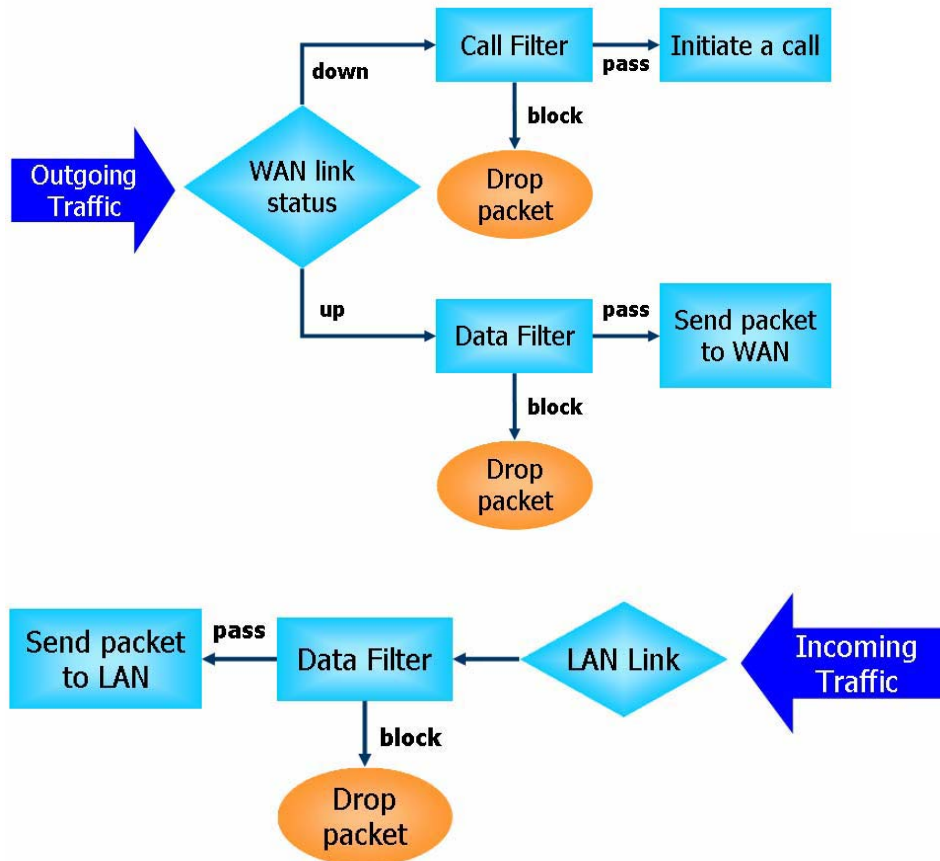 Call Filter
pass
Initiate a call
down
block
Outgoing
Traffic
WAN link
status
Drop
packet
up
Data Filter
pass
Send packet
to WAN
block
Drop
packet
Send packet
to LAN
pass
Data Filter
LAN Link
Incoming
Traffic
block
Drop
packet